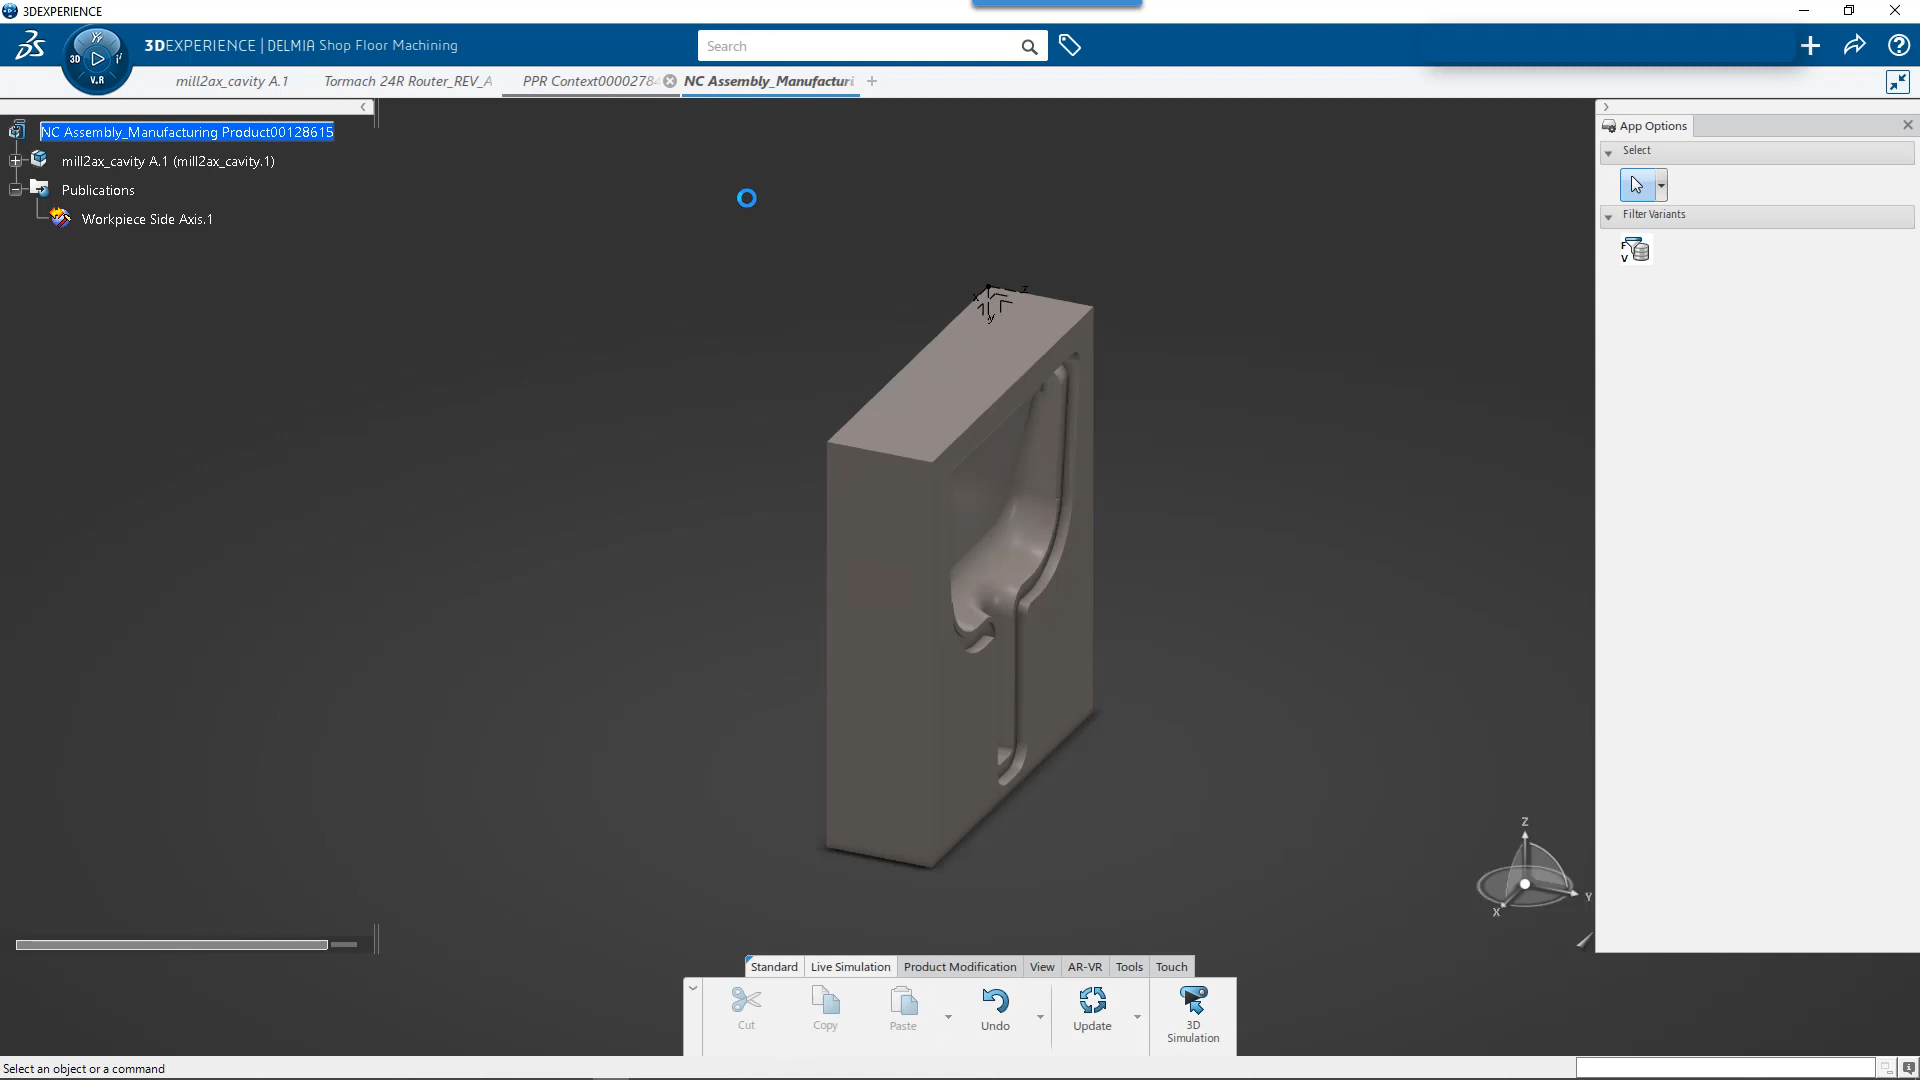 3DEXPERIENCE
3DEXPERIENCE | DELMIA Shop Floor Machining
Search
3D
V.R
mill2ax_cavity A.1
Tormach 24R Router_REV_A
PPR Context00002784
NC Assembly_Manufacturi
NC Assembly_Manufacturing Product00128615
mill2ax_cavity A.1 (mill2ax_cavity.1)
Publications
Workpiece Side Axis.1
App Options
Select
Filter Variants
F
V
x
z
y
Z
Y
X
Standard
Live Simulation
Product Modification
View
AR-VR
Tools
Touch
Cut
Copy
Paste
Undo
Update
3D
Simulation
Select an object or a command